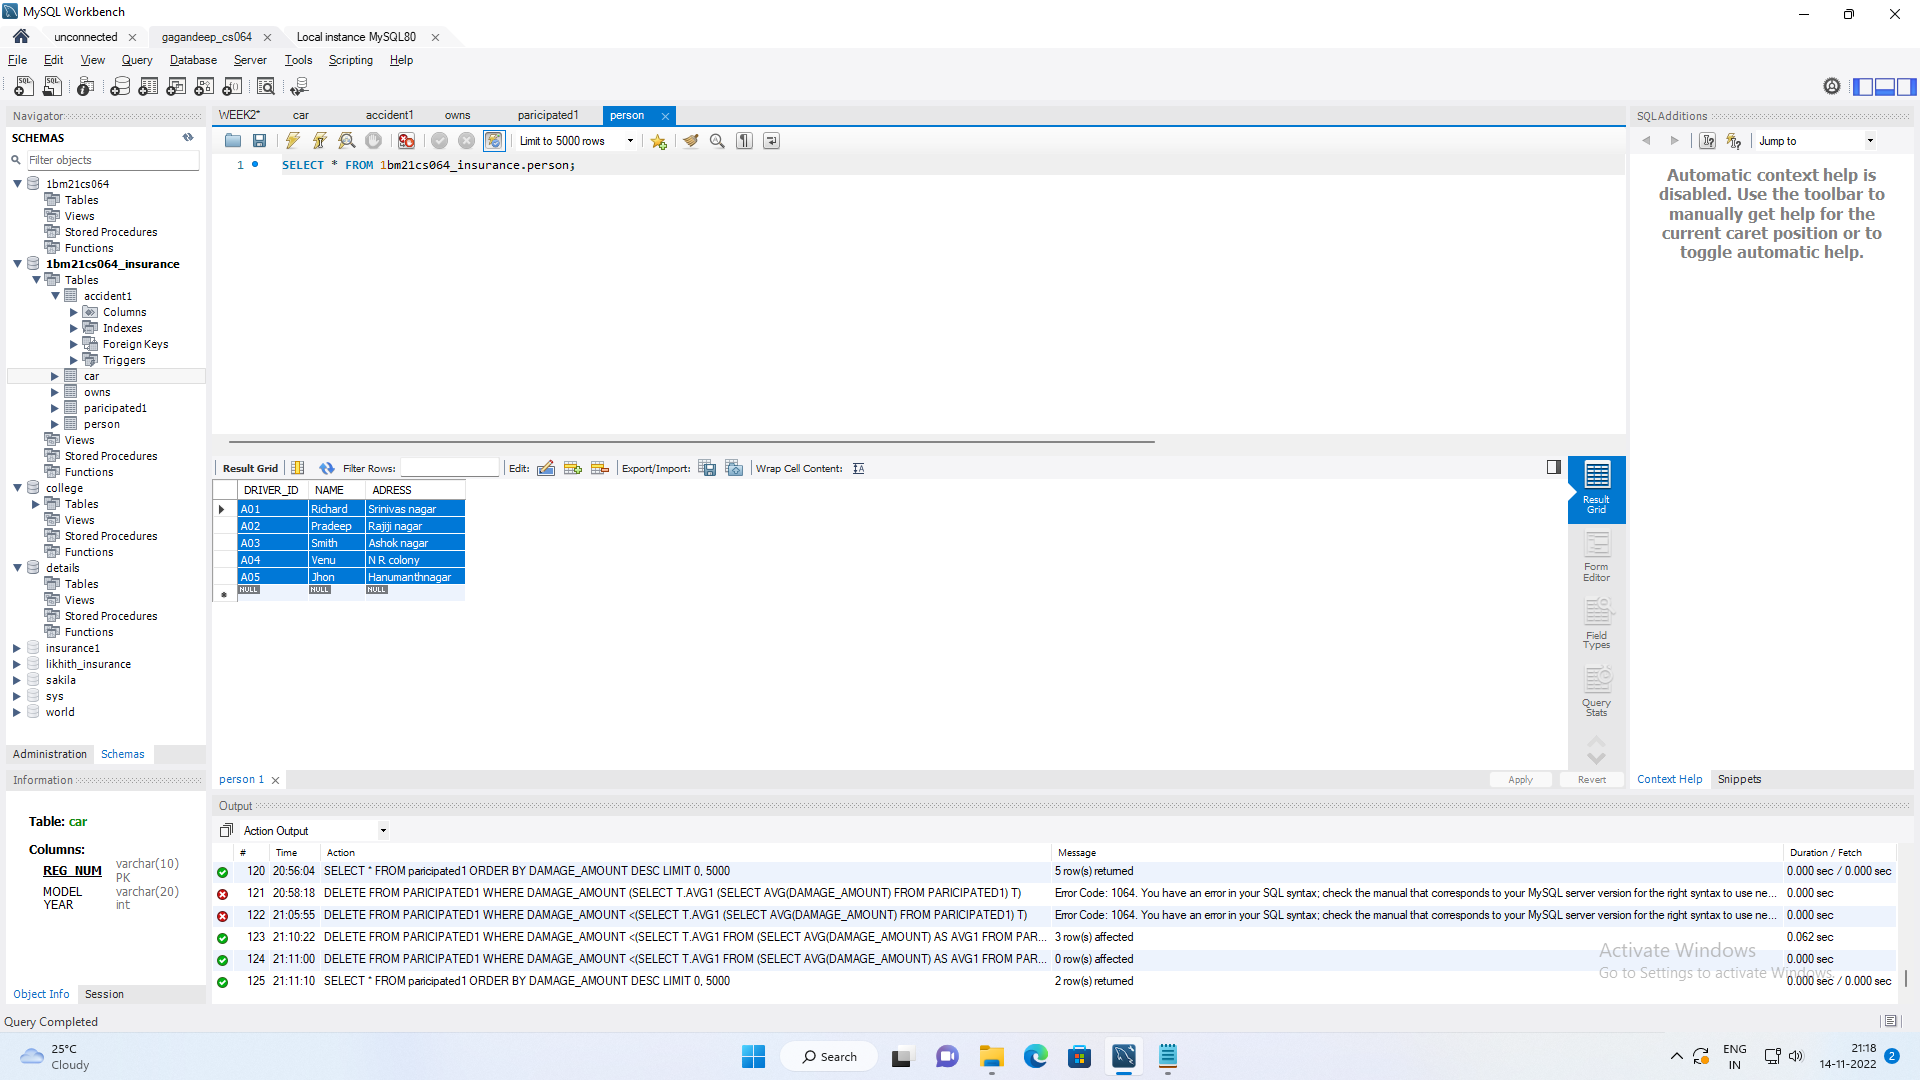 MySQL Workbench
unconnected
gagandeep_cs064
Local instance MySQL80
File Edit View Query Database Server Tools Scripting Help
Navigator
SCHEMAS
Filter objects
1bm21cs064
Tables
Views
Stored Procedures
Functions
1bm21cs064_insurance
Tables
accident1
Columns
Indexes
Foreign Keys
Triggers
car
owns
paricipated1
person
Views
Stored Procedures
Functions
college
Tables
Views
Stored Procedures
Functions
details
Tables
Views
Stored Procedures
Functions
insurance1
likhith_insurance
sakila
sys
world
Administration Schemas
Information
Table: car
Columns:
REG_NUM varchar(10) PK
MODEL varchar(20)
YEAR int
Object Info Session
Query Completed
WEEK2* car accident1 owns paricipated1 person
Limit to 5000 rows
1 SELECT * FROM 1bm21cs064_insurance.person;
Result Grid Filter Rows: Edit: Export/Import: Wrap Cell Content:
DRIVER_ID NAME ADRESS
A01 Richard Srinivas nagar
A02 Pradeep Rajiji nagar
A03 Smith Ashok nagar
A04 Venu N R colony
A05 Jhon Hanumanthnagar
NULL NULL NULL
Result Grid
Form Editor
Field Types
Query Stats
person 1
Apply Revert
SQLAdditions
Jump to
Automatic context help is
disabled. Use the toolbar to
manually get help for the
current caret position or to
toggle automatic help.
Context Help Snippets
Output
Action Output
# Time Action Message Duration / Fetch
120 20:56:04 SELECT * FROM paricipated1 ORDER BY DAMAGE_AMOUNT DESC LIMIT 0, 5000 5 row(s) returned 0.000 sec / 0.000 sec
121 20:58:18 DELETE FROM PARICIPATED1 WHERE DAMAGE_AMOUNT (SELECT T.AVG1 (SELECT AVG(DAMAGE_AMOUNT) FROM PARICIPATED1) T) Error Code: 1064. You have an error in your SQL syntax; check the manual that corresponds to your MySQL server version for the right syntax to use ne... 0.000 sec
122 21:05:55 DELETE FROM PARICIPATED1 WHERE DAMAGE_AMOUNT <(SELECT T.AVG1 (SELECT AVG(DAMAGE_AMOUNT) FROM PARICIPATED1) T) Error Code: 1064. You have an error in your SQL syntax; check the manual that corresponds to your MySQL server version for the right syntax to use ne... 0.000 sec
123 21:10:22 DELETE FROM PARICIPATED1 WHERE DAMAGE_AMOUNT <(SELECT T.AVG1 FROM (SELECT AVG(DAMAGE_AMOUNT) AS AVG1 FROM PAR... 3 row(s) affected 0.062 sec
124 21:11:00 DELETE FROM PARICIPATED1 WHERE DAMAGE_AMOUNT <(SELECT T.AVG1 FROM (SELECT AVG(DAMAGE_AMOUNT) AS AVG1 FROM PAR... 0 row(s) affected 0.000 sec
125 21:11:10 SELECT * FROM paricipated1 ORDER BY DAMAGE_AMOUNT DESC LIMIT 0, 5000 2 row(s) returned 0.000 sec / 0.000 sec
Activate Windows
Go to Settings to activate Windows.
25°C
Cloudy
Search
ENG
IN
21:18
14-11-2022
2